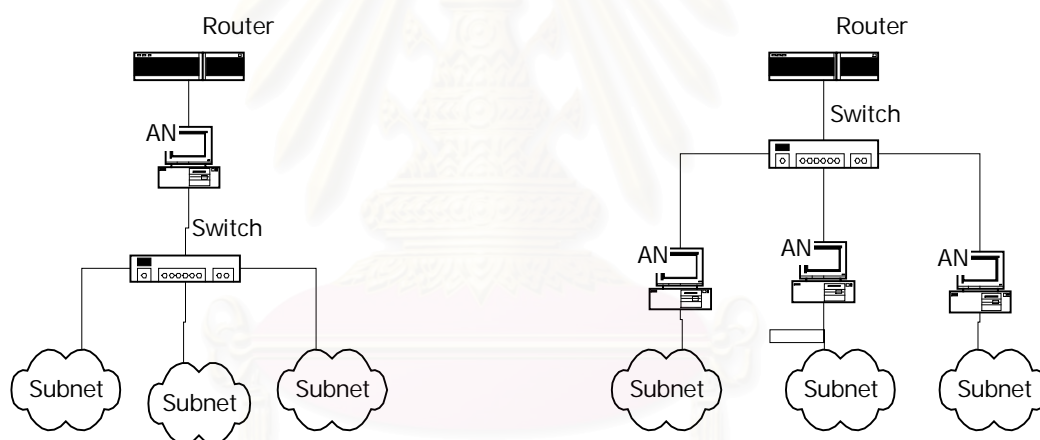 Router
AN
Switch
Subnet
Subnet
Subnet
Router
Switch
AN
AN
AN
Subnet
Subnet
Subnet